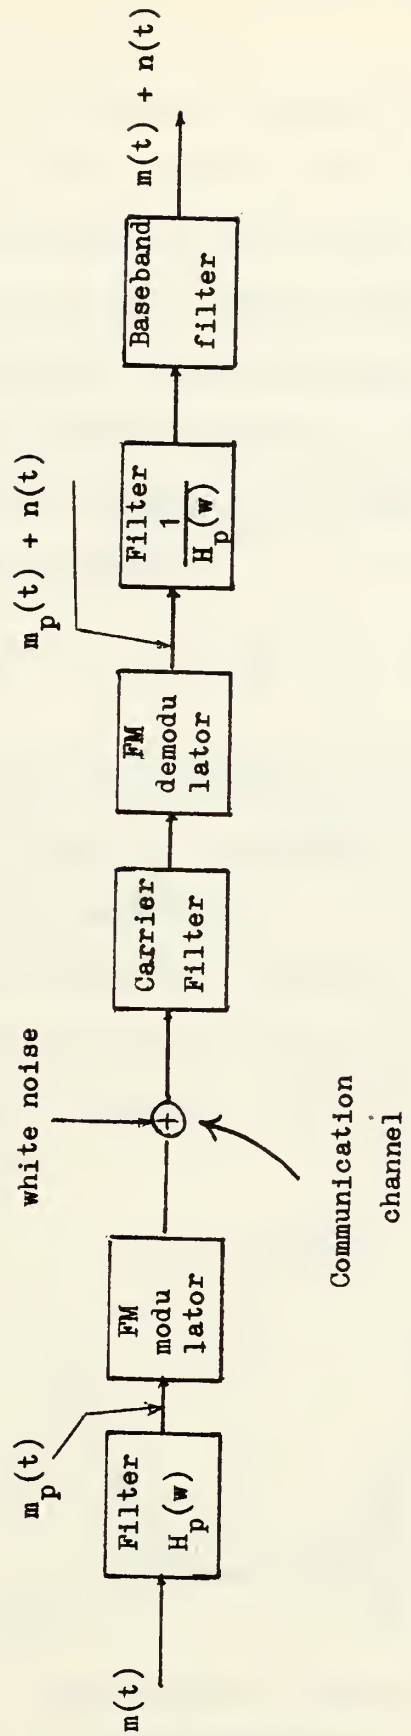 m(t)
Filter
H_p(w)
m_p(t)
FM
modu
lator
white noise
+
Communication
channel
Carrier
Filter
FM
demodu
lator
m_p(t) + n(t)
Filter
1
H_p(w)
Baseband
filter
m(t) + n(t)